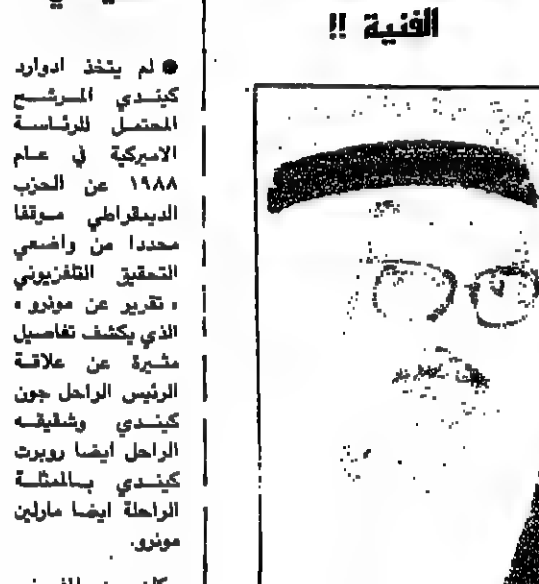 الفنية !!
● لم يتخذ ادوارد
كيندي المرشح
المحتمل للرئاسة
الاميركية في عام
١٩٨٨ عن الحزب
الديمقراطي موقفا
محددا من واضعي
التحقيق التلفزيوني
« تقرير عن مونرو »
الذي يكشف تفاصيل
مثيرة عن علاقة
الرئيس الراحل جون
كيندي وشقيقه
الراحل ايضا روبرت
كيندي بالممثلة
الراحلة ايضا مارلين
مونرو.